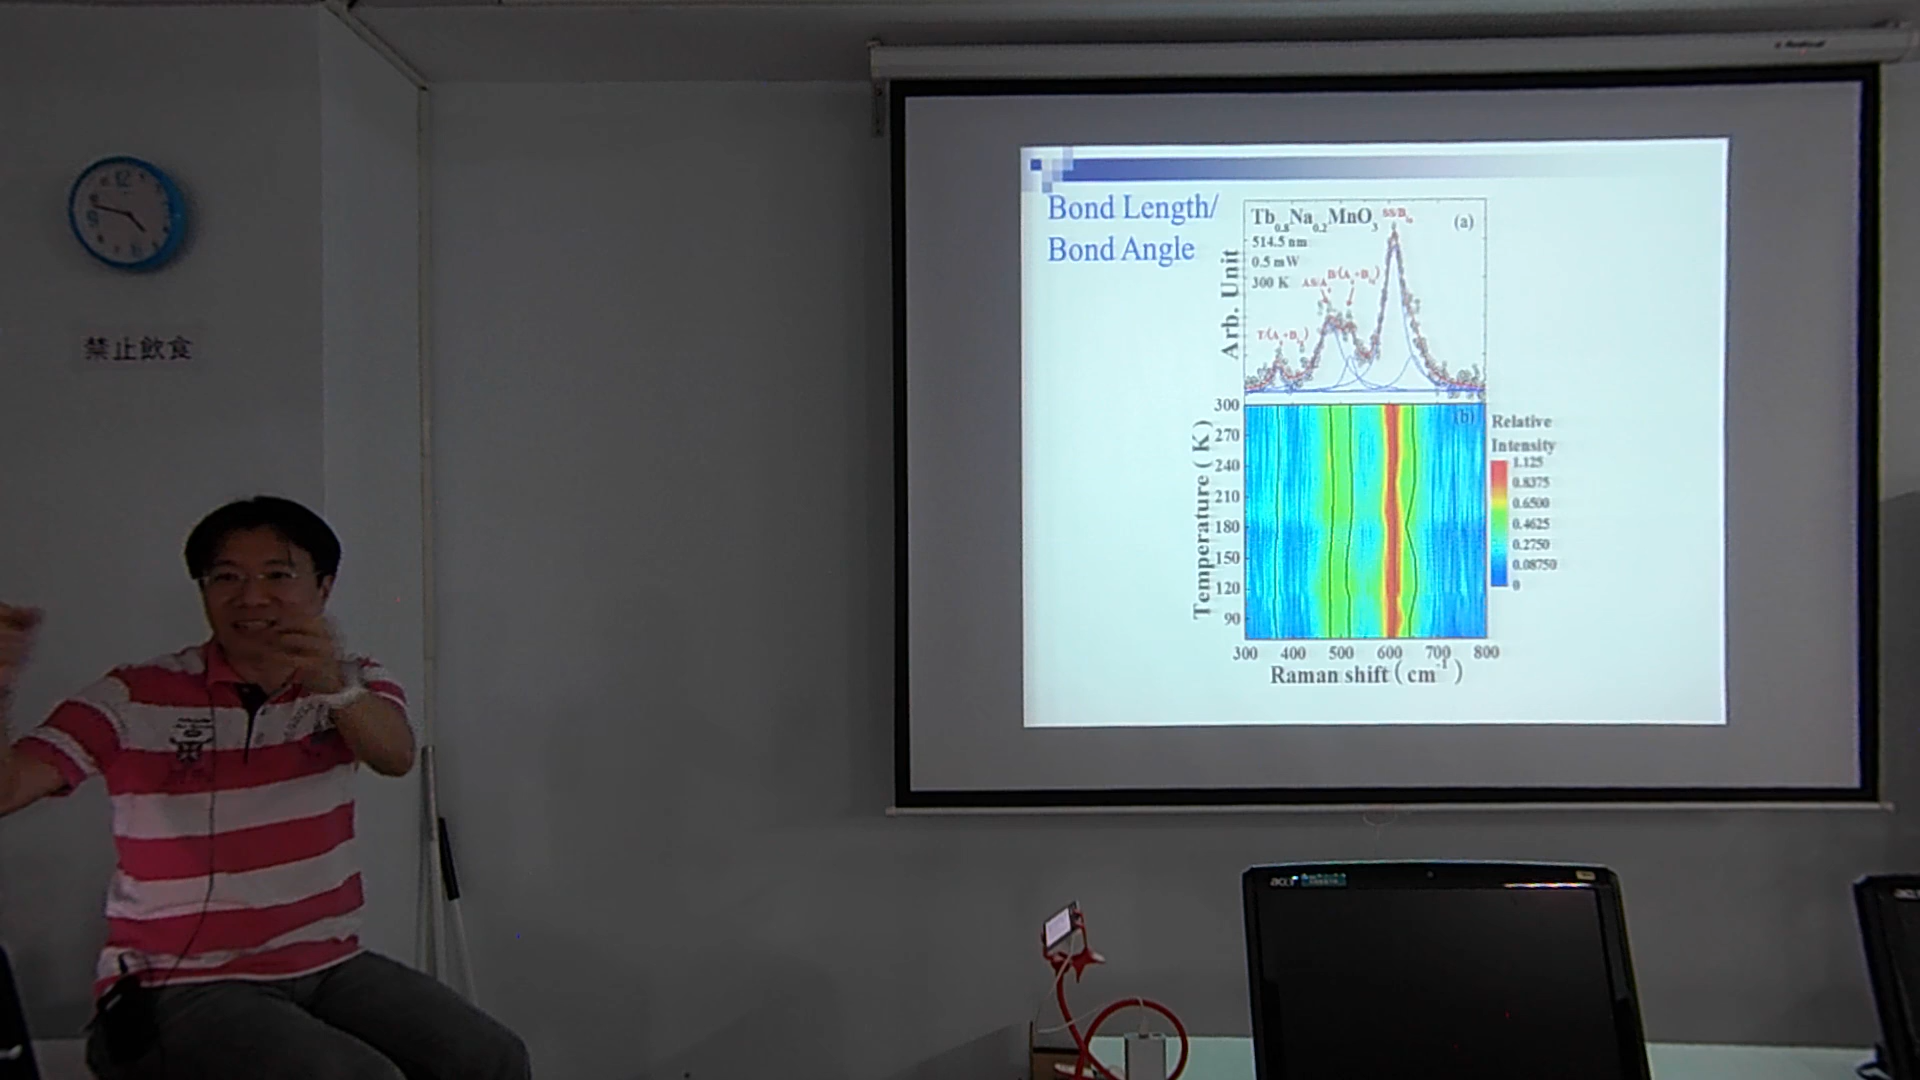 12
9
禁止飲食
Bond Length/
Bond Angle
Tb0.8Na0.2MnO3
514.5 nm
0.5 mW
300 K
(a)
Arb. Unit
(b)
300
270
240
210
180
150
120
90
Temperature ( K )
300 400 500 600 700 800
Raman shift ( cm-1 )
Relative
Intensity
1.125
0.8375
0.6500
0.4625
0.2750
0.08750
0
acer